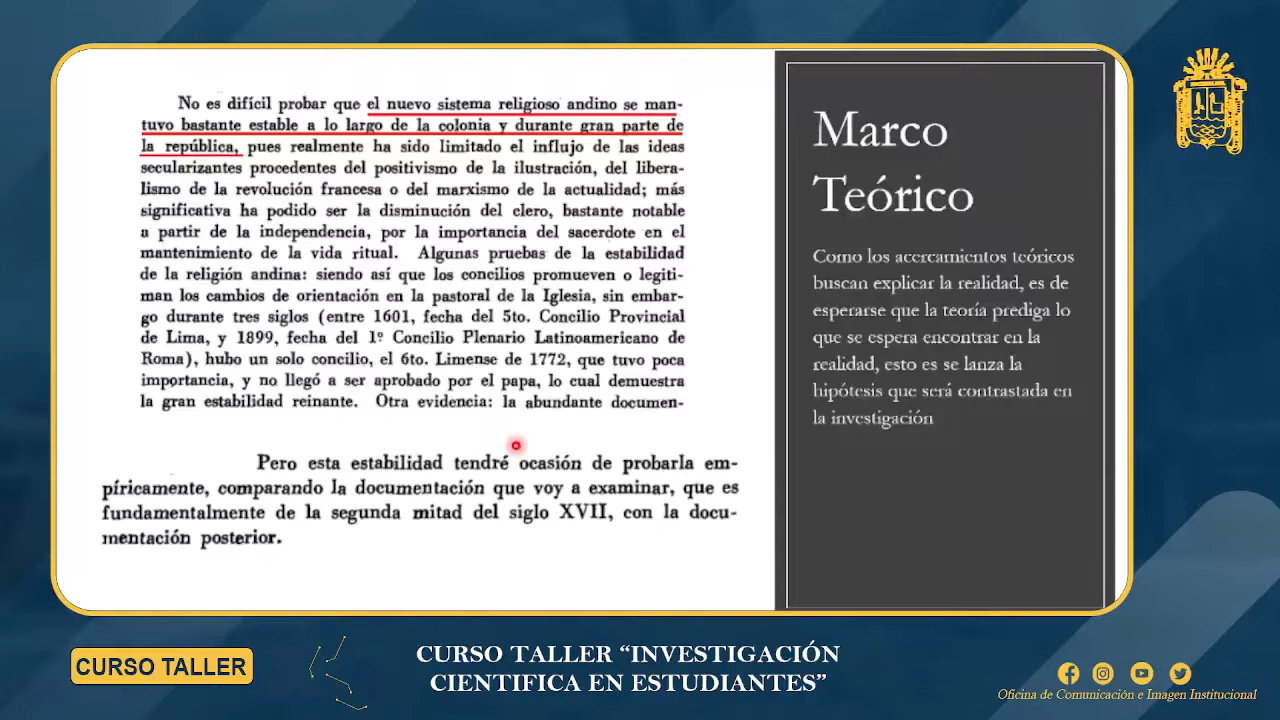 No es difícil probar que el nuevo sistema religioso andino se man-
tuvo bastante estable a lo largo de la colonia y durante gran parte de
la república, pues realmente ha sido limitado el influjo de las ideas
secularizantes procedentes del positivismo de la ilustración, del libera-
lismo de la revolución francesa o del marxismo de la actualidad; más
significativa ha podido ser la disminución del clero, bastante notable
a partir de la independencia, por la importancia del sacerdote en el
mantenimiento de la vida ritual. Algunas pruebas de la estabilidad
de la religión andina: siendo así que los concilios promueven o legiti-
man los cambios de orientación en la pastoral de la Iglesia, sin embar-
go durante tres siglos (entre 1601, fecha del 5to. Concilio Provincial
de Lima, y 1899, fecha del 1º Concilio Plenario Latinoamericano de
Roma), hubo un solo concilio, el 6to. Limense de 1772, que tuvo poca
importancia, y no llegó a ser aprobado por el papa, lo cual demuestra
la gran estabilidad reinante. Otra evidencia: la abundante documen-
Pero esta estabilidad tendré ocasión de probarla em-
píricamente, comparando la documentación que voy a examinar, que es
fundamentalmente de la segunda mitad del siglo XVII, con la docu-
mentación posterior.
Marco
Teórico
Como los acercamientos teóricos
buscan explicar la realidad, es de
esperarse que la teoría prediga lo
que se espera encontrar en la
realidad, esto es se lanza la
hipótesis que será contrastada en
la investigación
CURSO TALLER
CURSO TALLER “INVESTIGACIÓN
CIENTIFICA EN ESTUDIANTES”
Oficina de Comunicación e Imagen Institucional